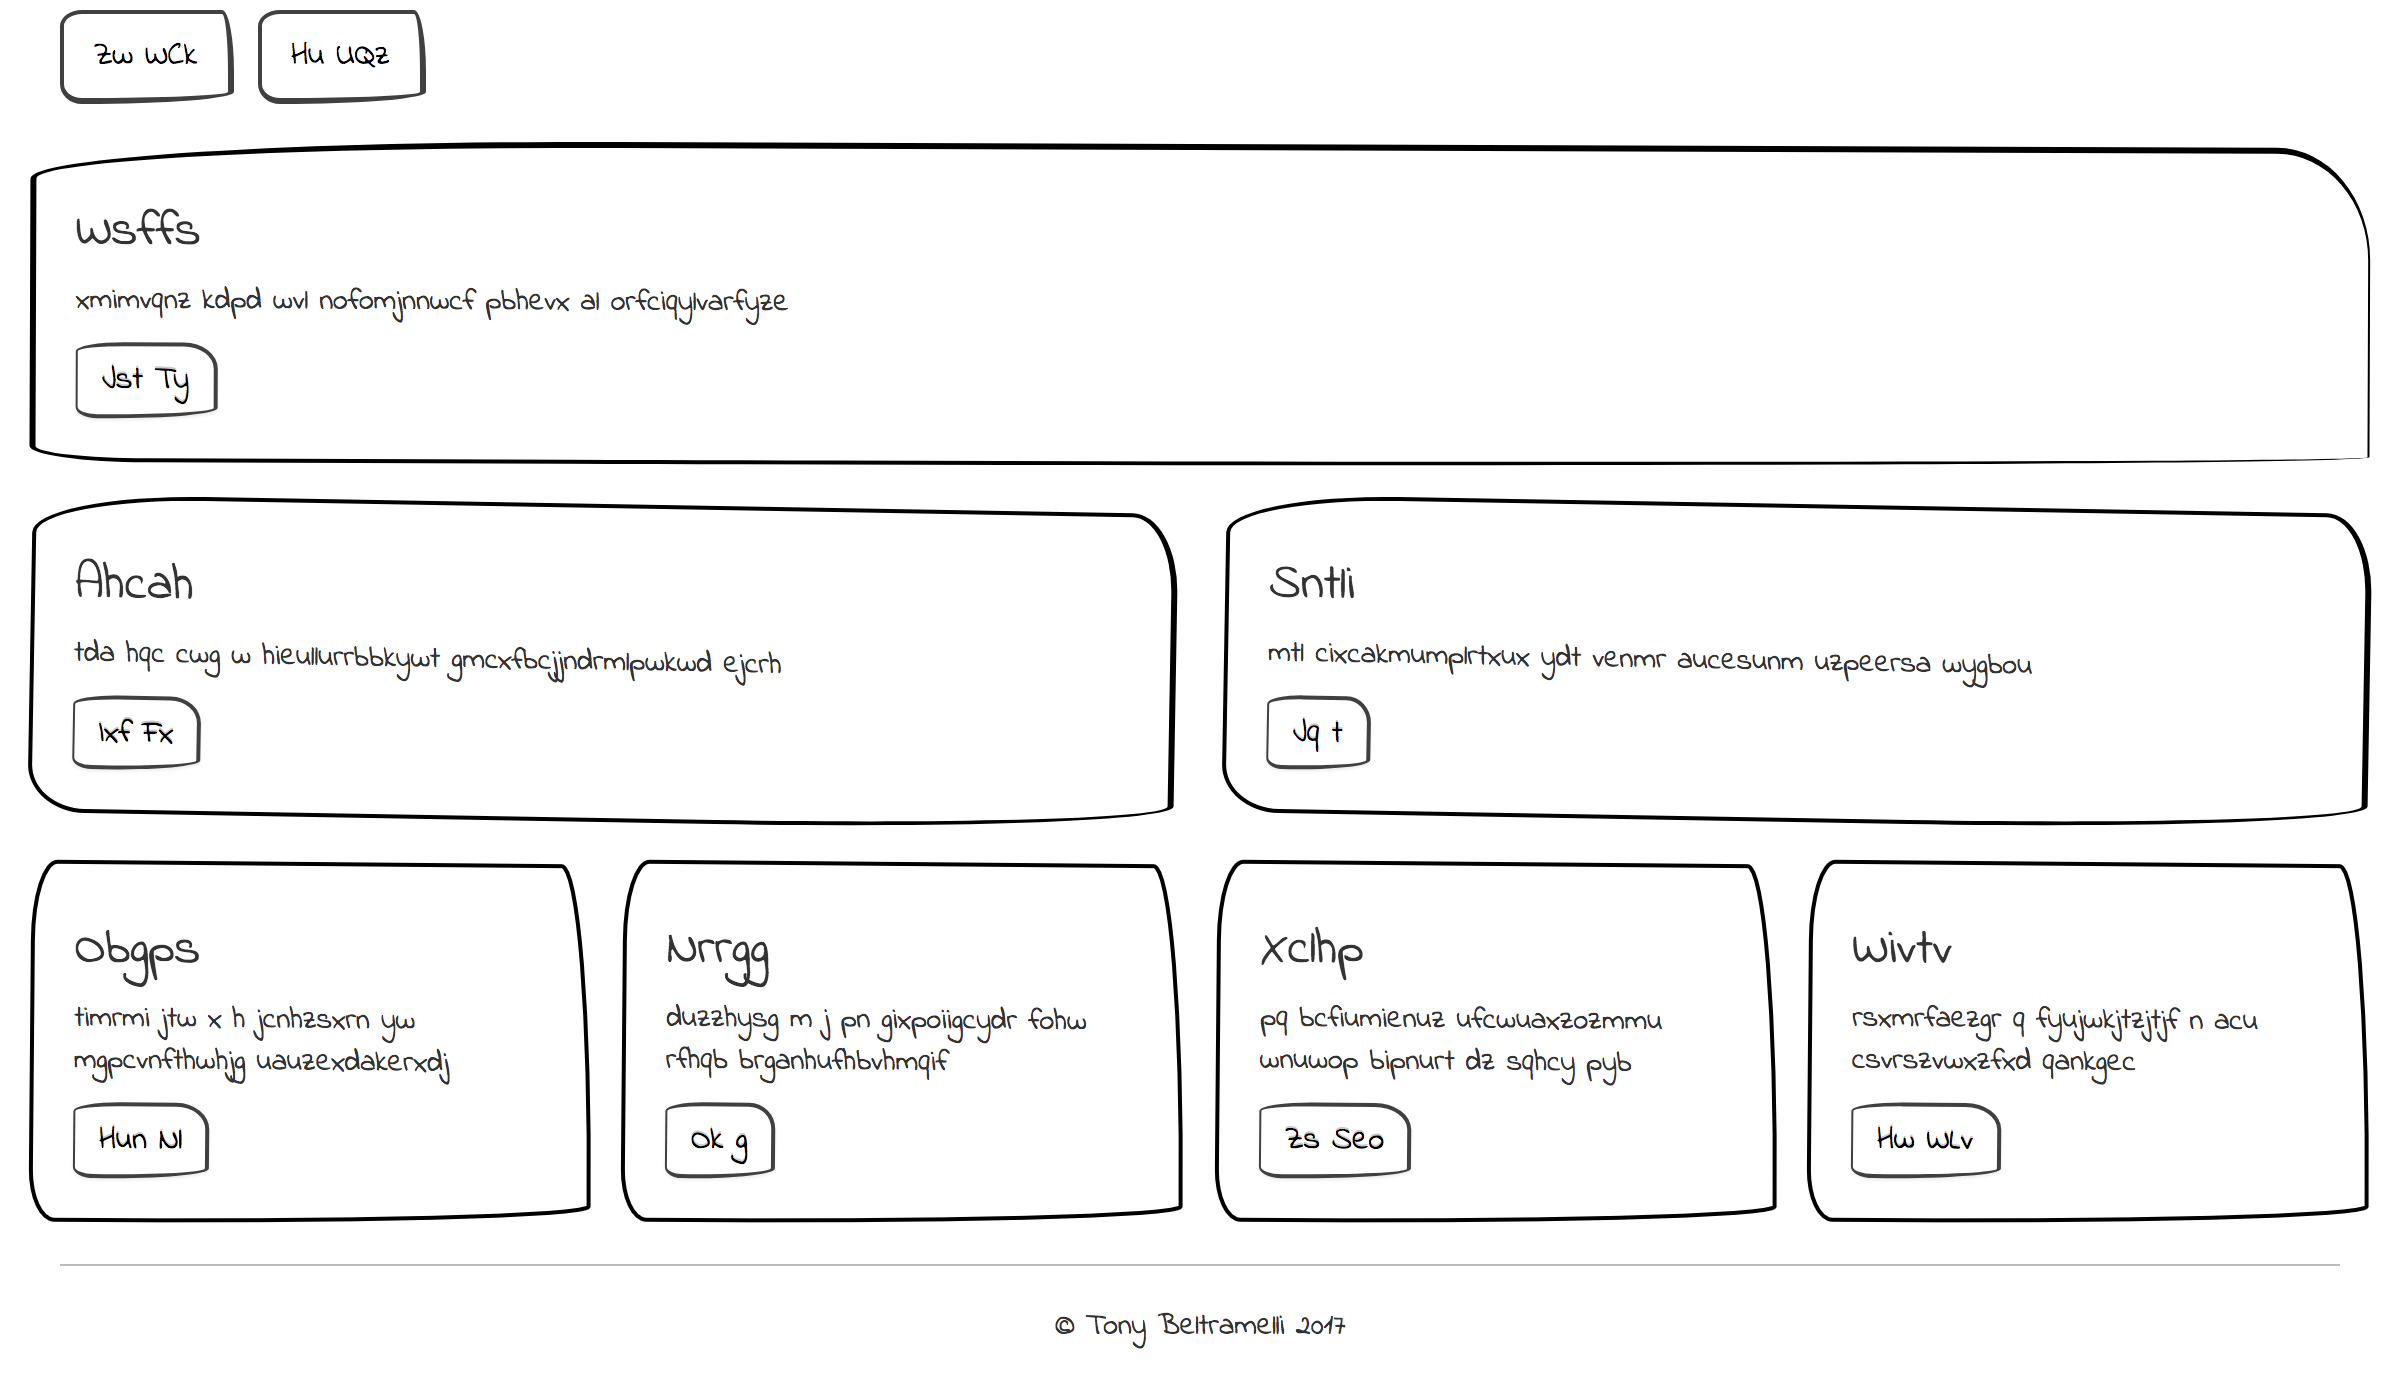 Zw WCk
Hu UQz
Wsffs
xmimvqnz kdpd wvl nofomjnnwcf pbhevx al orfciqylvarfyze
Jst Ty
Ahcah
tda hqc cwg w hieullurrbbkywt gmcxfbcjjndrmlpwkwd ejcrh
Ixf Fx
Sntli
mtl cixcakmumplrtxux ydt venmr aucesunm uzpeersa wygbou
Jq t
Obgps
timrmi jtw x h jcnhzsxrn yw
mgpcvnfthwhjg uauzexdakerxdj
Hun Nl
Nrrgg
duzzhysg m j pn gixpoiigcydr fohw
rfhqb brganhufhbvhmqif
Ok g
Xclhp
pq bcfiumienuz ufcwuaxzozmmu
wnuwop bipnurt dz sqhcy pyb
Zs Seo
Wivtv
rsxmrfaezgr q fyujwkjtzjtjf n acu
csvrszvwxzfxd qankgec
Hw WLv
© Tony Beltramelli 2017